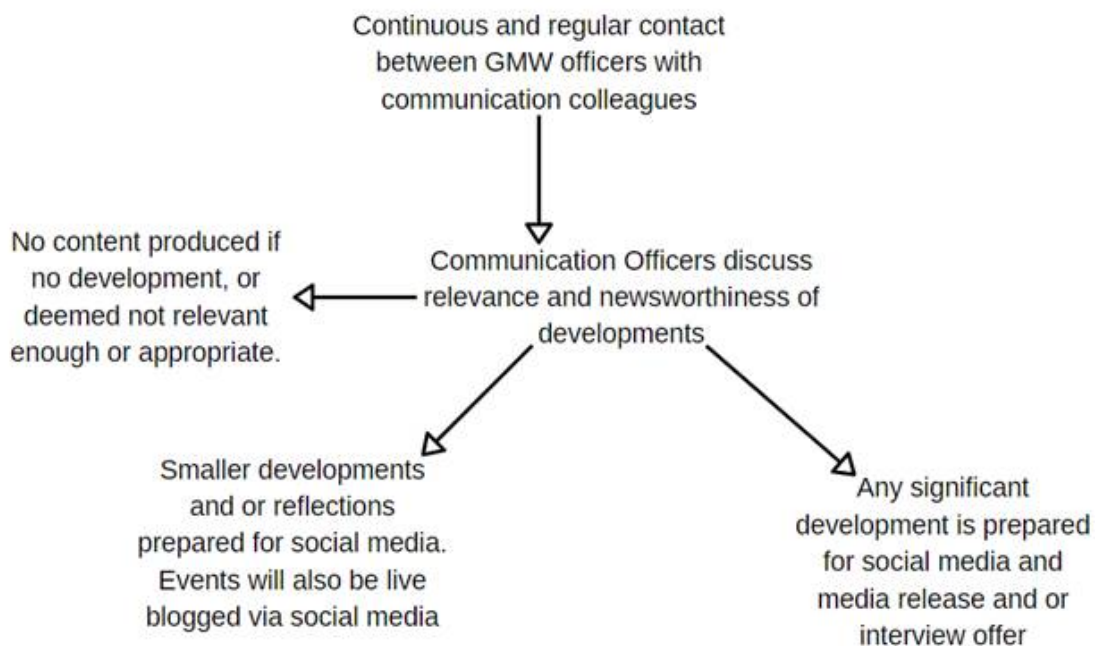 Continuous and regular contact
between GMW officers with
communication colleagues
No content produced if
no development, or
deemed not relevant
enough or appropriate.
Communication Officers discuss
relevance and newsworthiness of
developments
Smaller developments
and or reflections
prepared for social media.
Events will also be live
blogged via social media
Any significant
development is prepared
for social media and
media release and or
interview offer